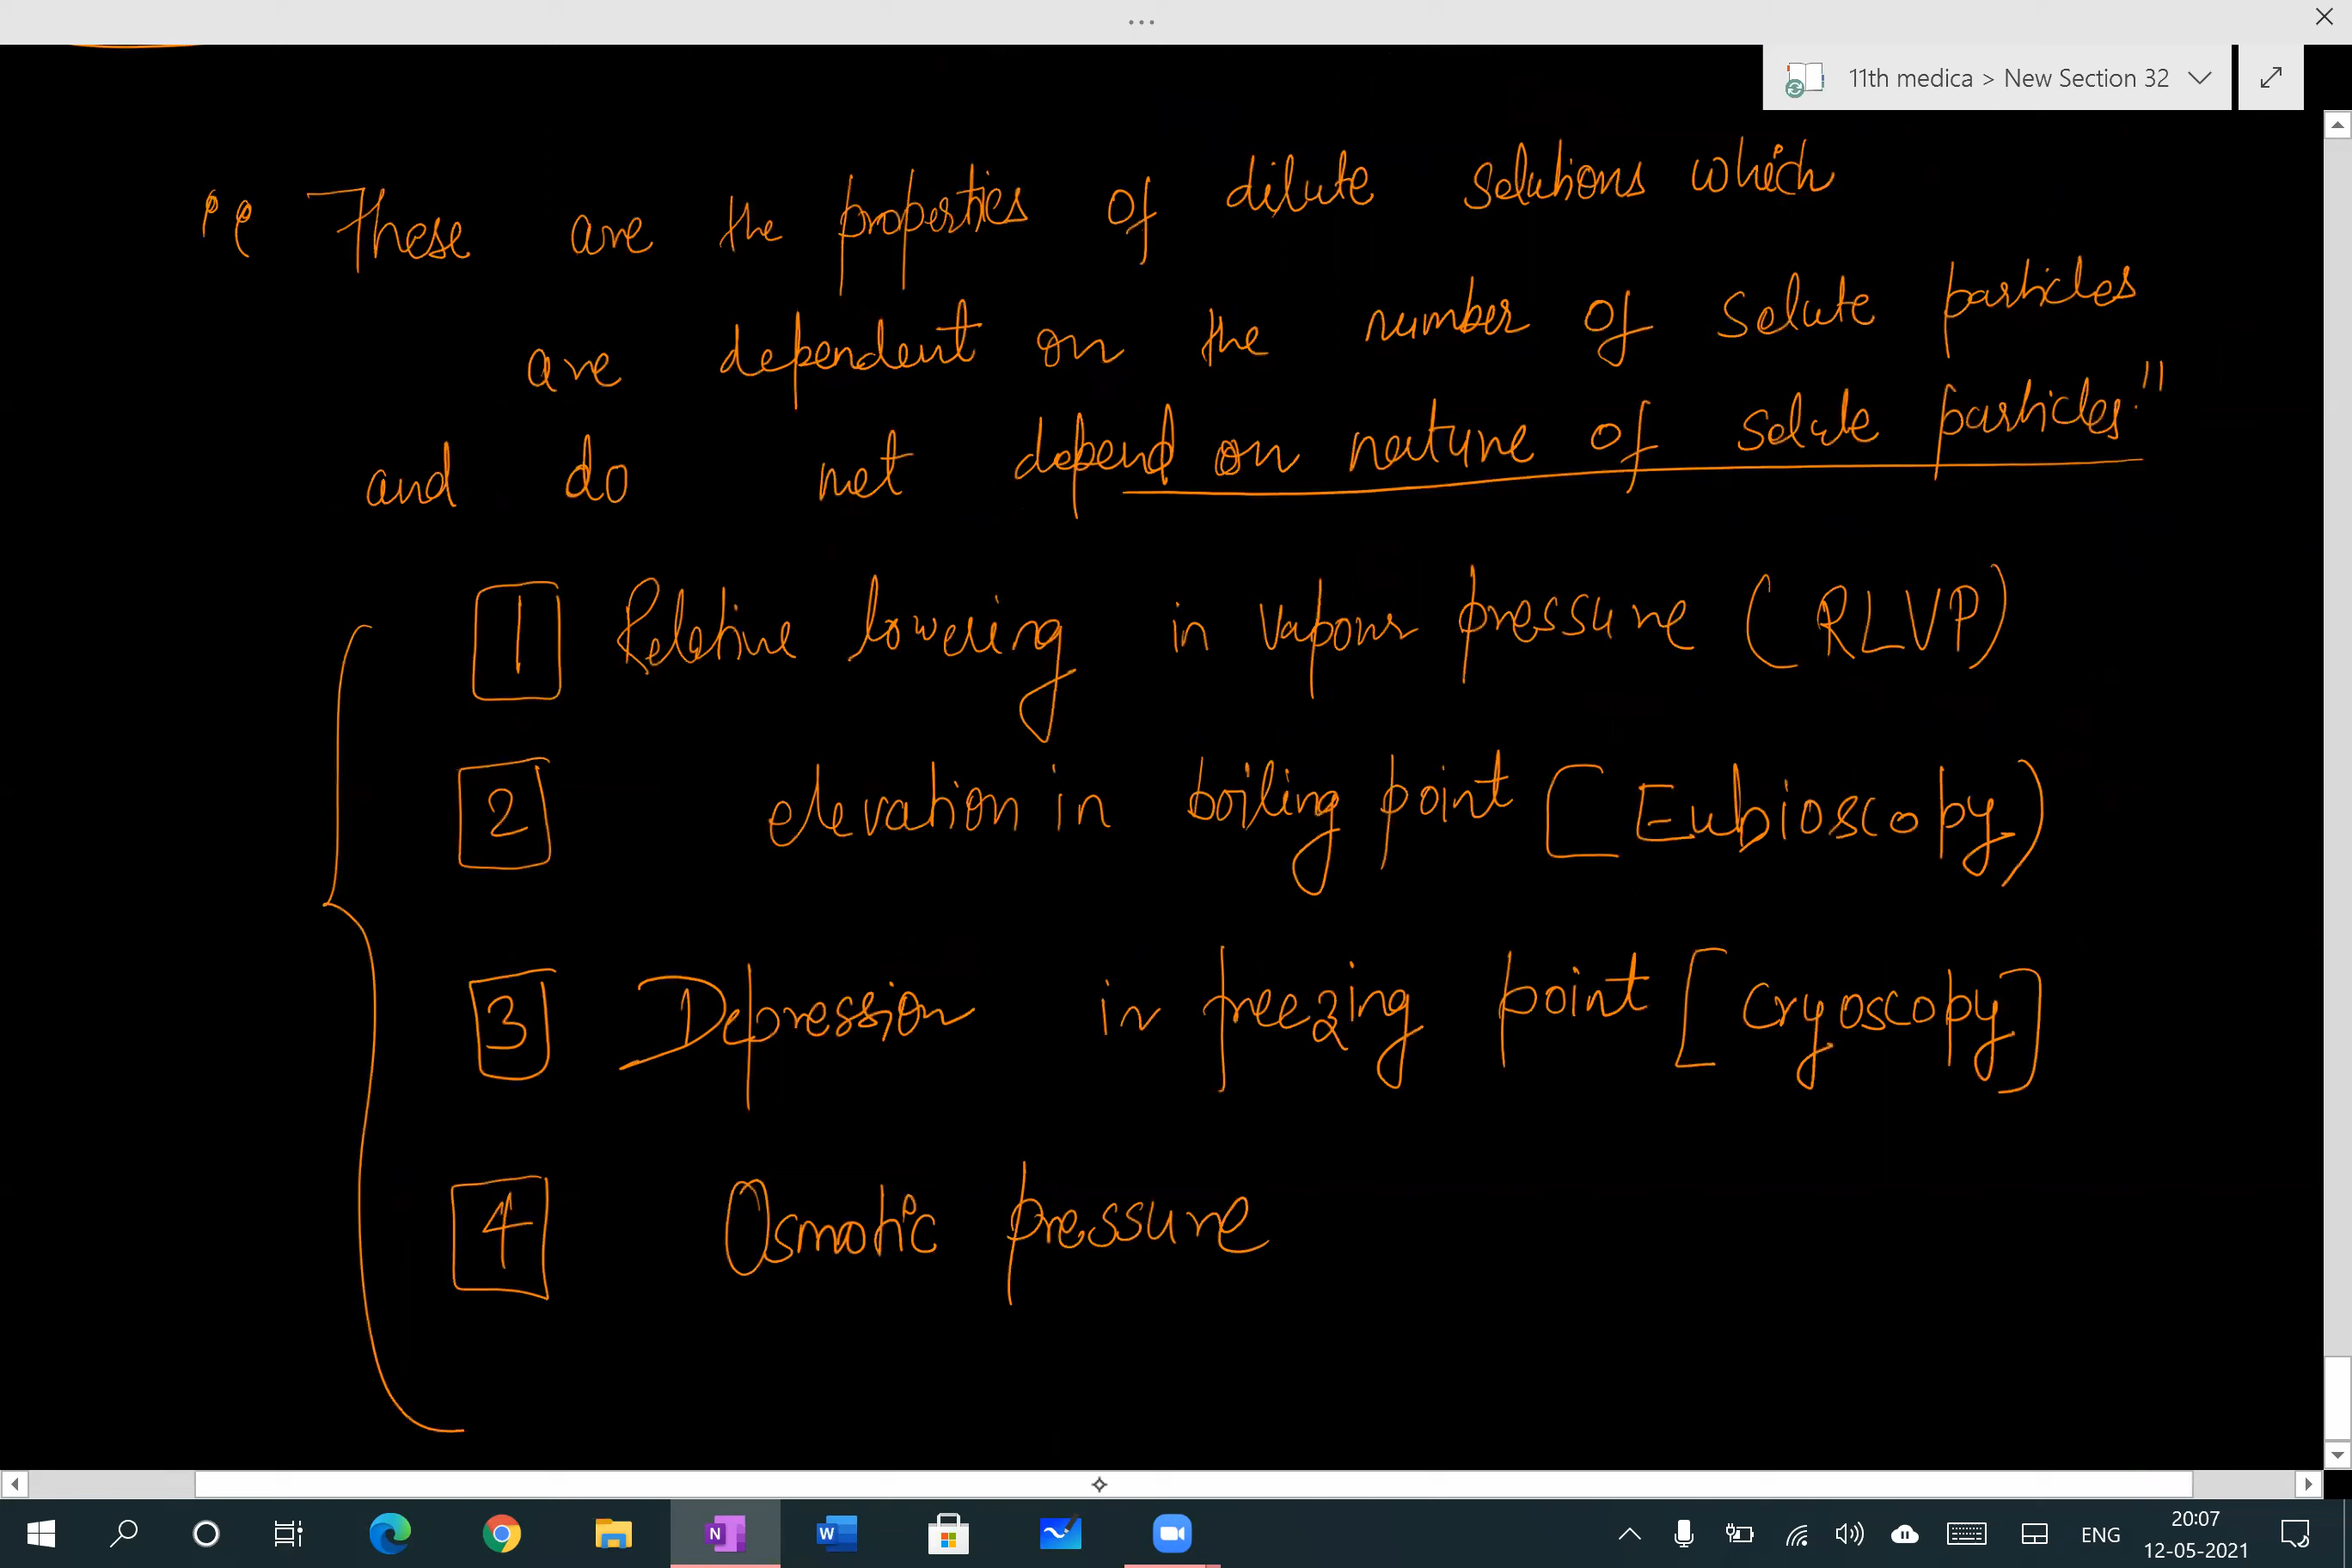 11th medica > New Section 32
"These are the properties of dilute solutions which
are dependent on the number of solute particles
and do not depend on nature of solute particles."
1 Relative lowering in vapour pressure (RLVP)
2 elevation in boiling point [Eubioscopy)
3 Depression in freezing point [cryoscopy]
4 Osmotic pressure
ENG
20:07
12-05-2021